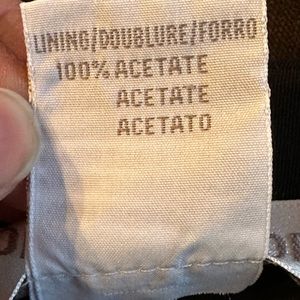 LINING/DOUBLURE/FORRO
100% ACETATE
ACETATE
ACETATO